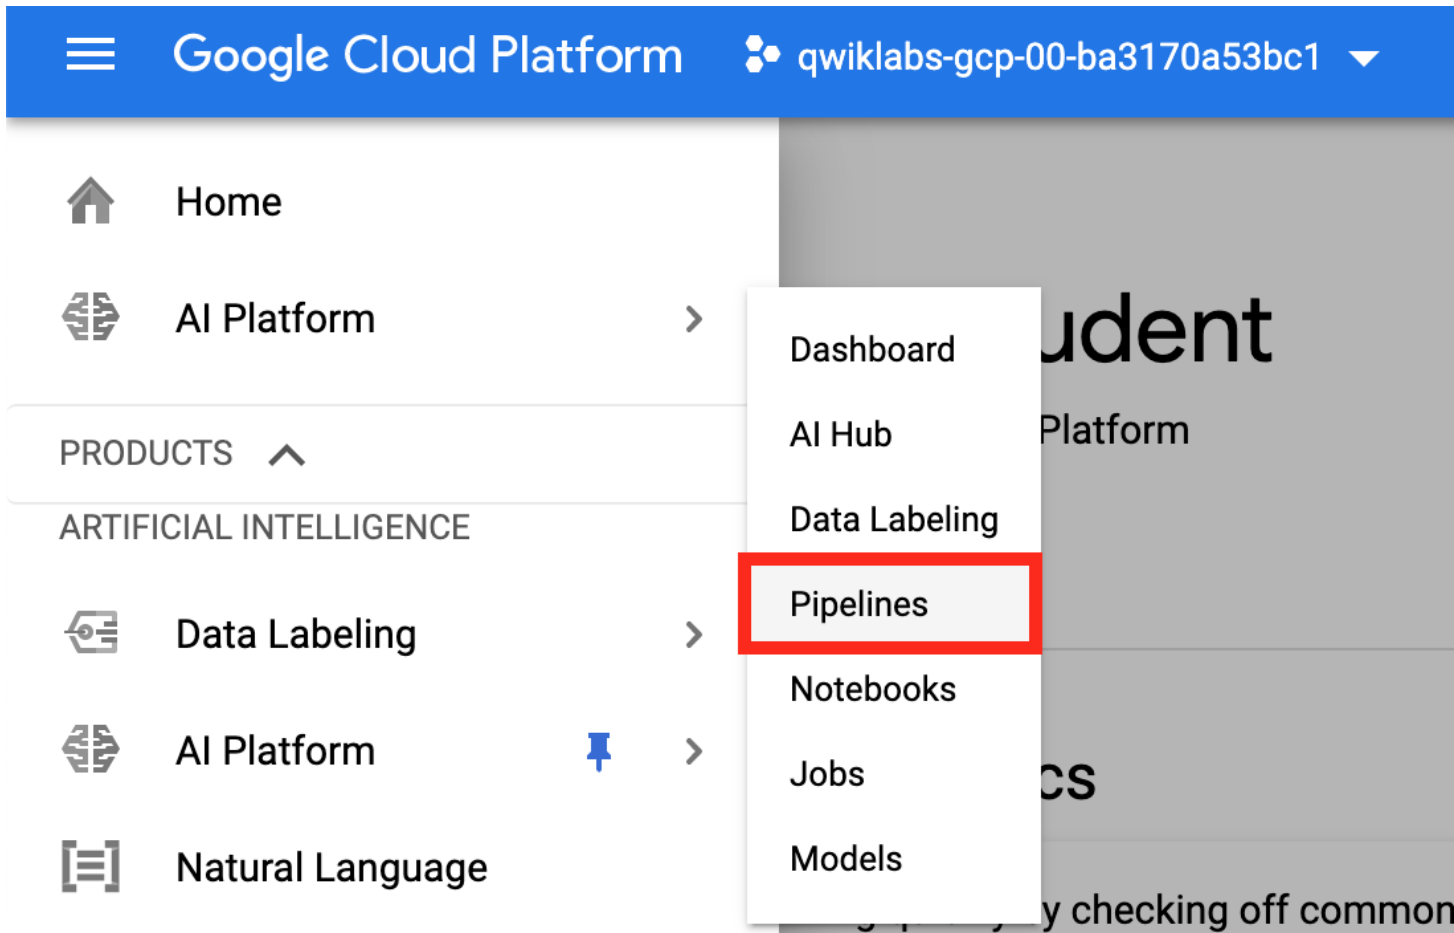 Google Cloud Platform qwiklabs-gcp-00-ba3170a53bc1
Home
AI Platform
PRODUCTS
ARTIFICIAL INTELLIGENCE
Data Labeling
AI Platform
Natural Language
Dashboard
AI Hub
Data Labeling
Pipelines
Notebooks
Jobs
Models
udent
Platform
cs
y checking off common